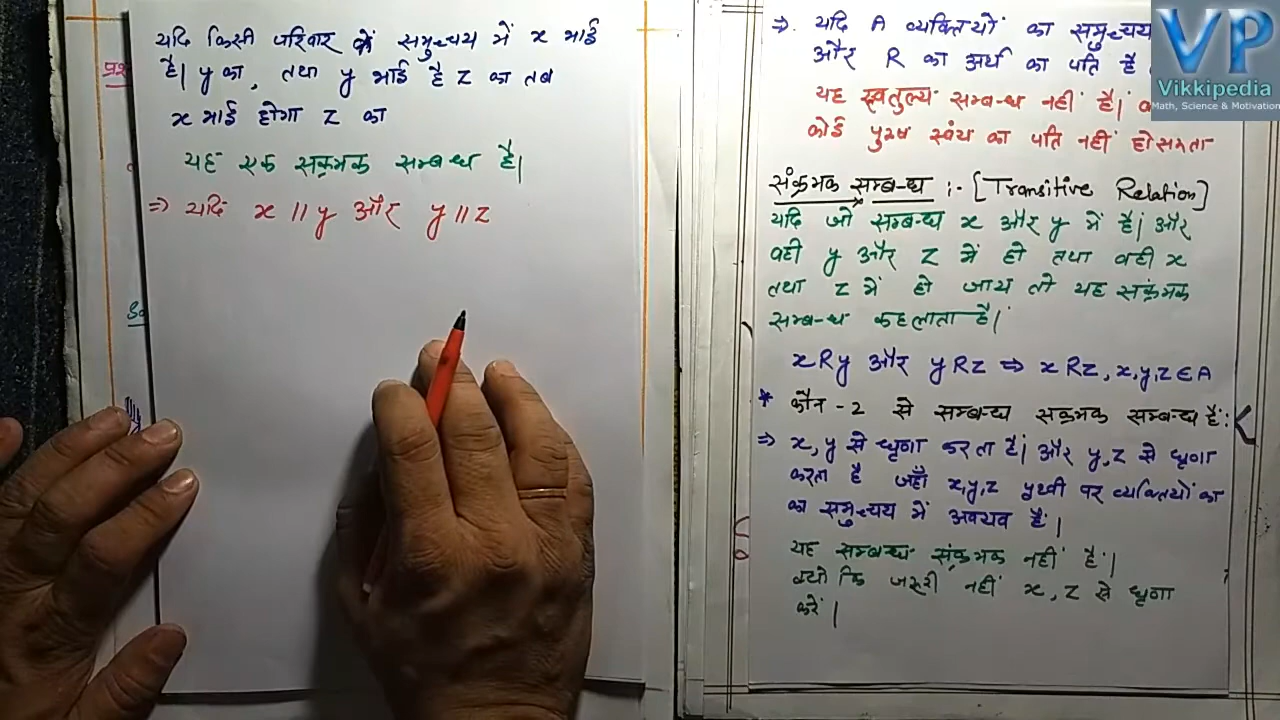 यदि किसी परिवार के समुच्चय में x भाई
है। y का, तथा y भाई है z का तब
x भाई होगा z का
यह एक सक्रमक सम्बन्ध है।
⇒ यदि x // y और y // z
प्रश
⇒ यदि A व्यक्तियों का समुच्चय
और R का अर्थ का पति है
यह स्वतुल्य सम्बन्ध नहीं है।
कोई पुरुष स्वंय का पति नहीं हो सकता
संक्रमक सम्बन्ध :- [Transitive Relation]
यदि जो सम्बन्ध x और y में है। और
वही y और z में हो तथा वही x
तथा z में हो जाय तो यह संक्रमक
सम्बन्ध कहलाता है।
xRy और yRz ⇒ xRz, x,y,z ∈ A
* कौन-2 से सम्बन्ध सक्रमक सम्बन्ध हैं:
⇒ x, y से घृणा करता है। और y, z से घृणा
करता है जहाँ x,y,z पृथ्वी पर व्यक्तियों का
का समुच्चय में अवयव हैं।
यह सम्बन्ध संक्रमक नहीं है।
क्यो कि जरूरी नहीं x, z से घृणा
करें।
VP
Vikkipedia
Math, Science & Motivation